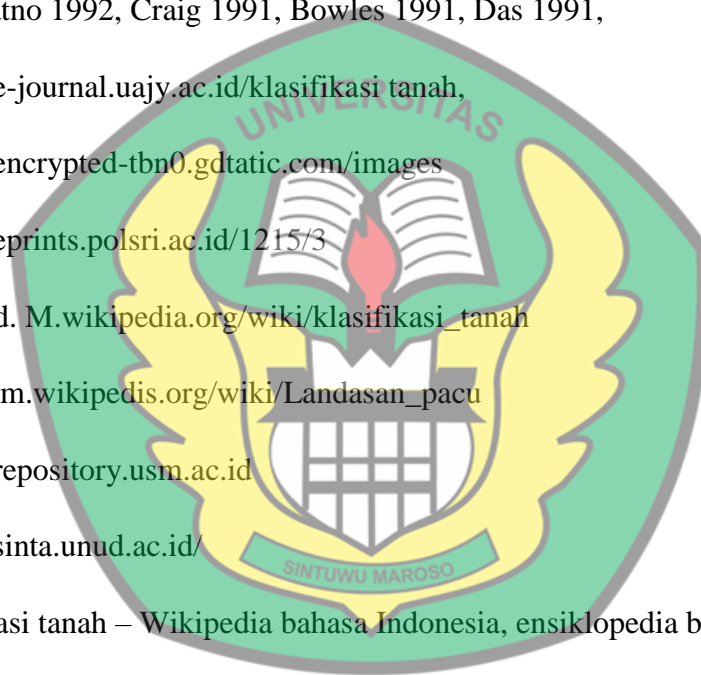 1992, Craig 1991, Bowles 1991, Das 1991,
UNIVERSITAS
e-journal.uajy.ac.id/klasifikasi tanah,
encrypted-tbn0.gdtatic.com/images
eprints.polsri.ac.id/1215/3
d. M.wikipedia.org/wiki/klasifikasi_tanah
m.wikipedis.org/wiki/Landasan_pacu
repository.usm.ac.id
sinta.unud.ac.id/
SINTUWU MAROSO
asi tanah – Wikipedia bahasa Indonesia, ensiklopedia b